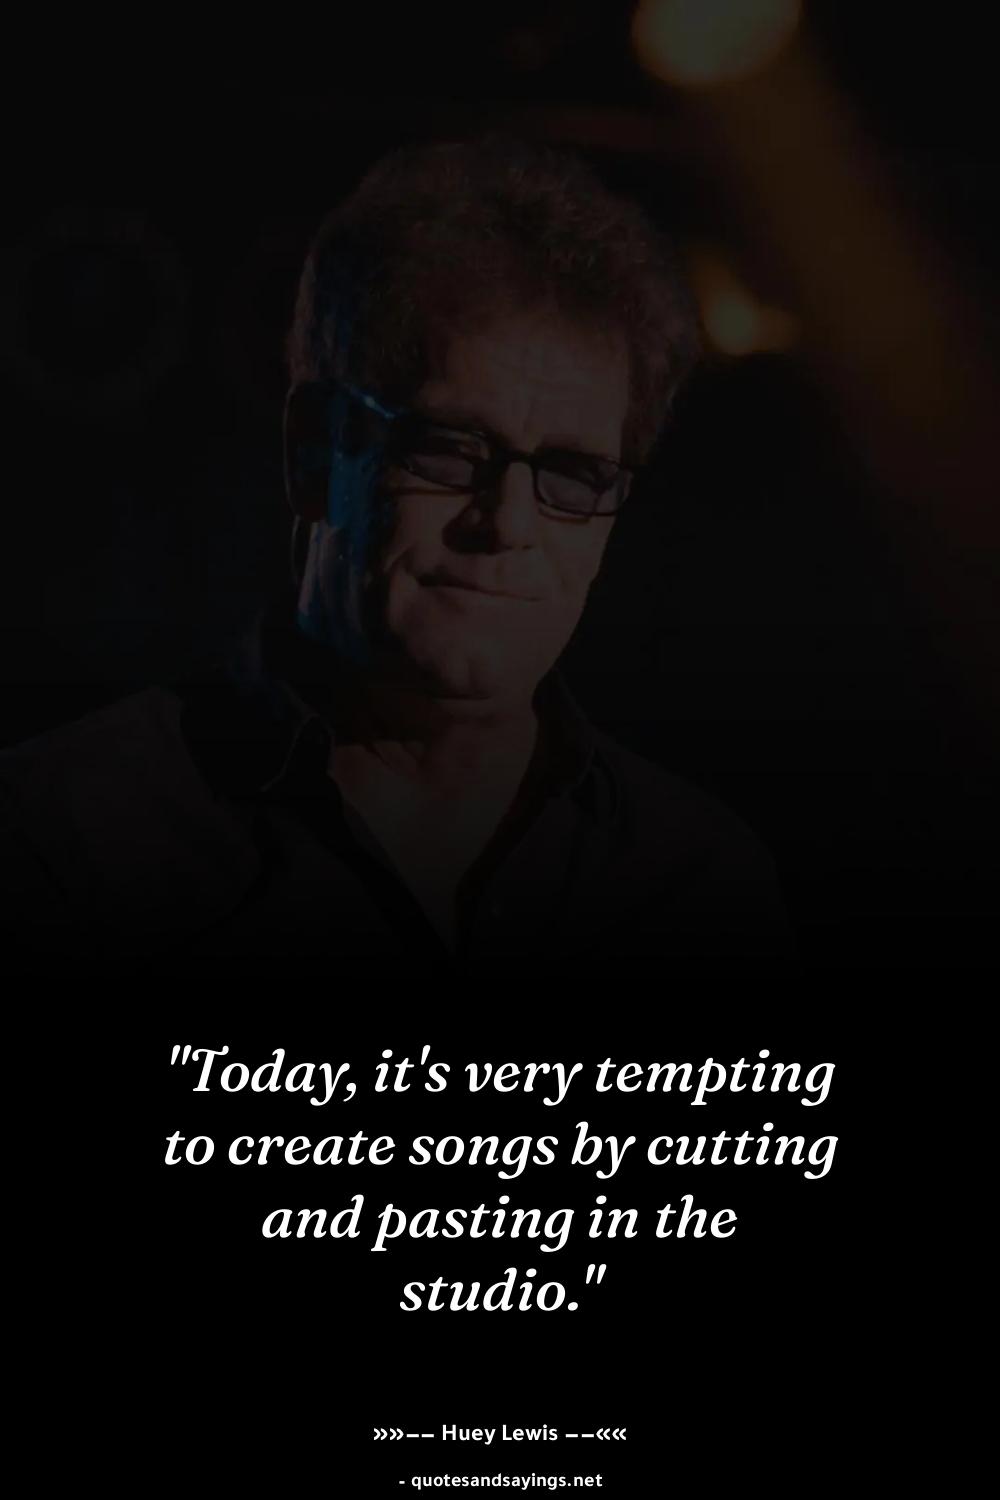 "Today, it's very tempting
to create songs by cutting
and pasting in the
studio."
»»—— Huey Lewis ——««
- quotesandsayings.net